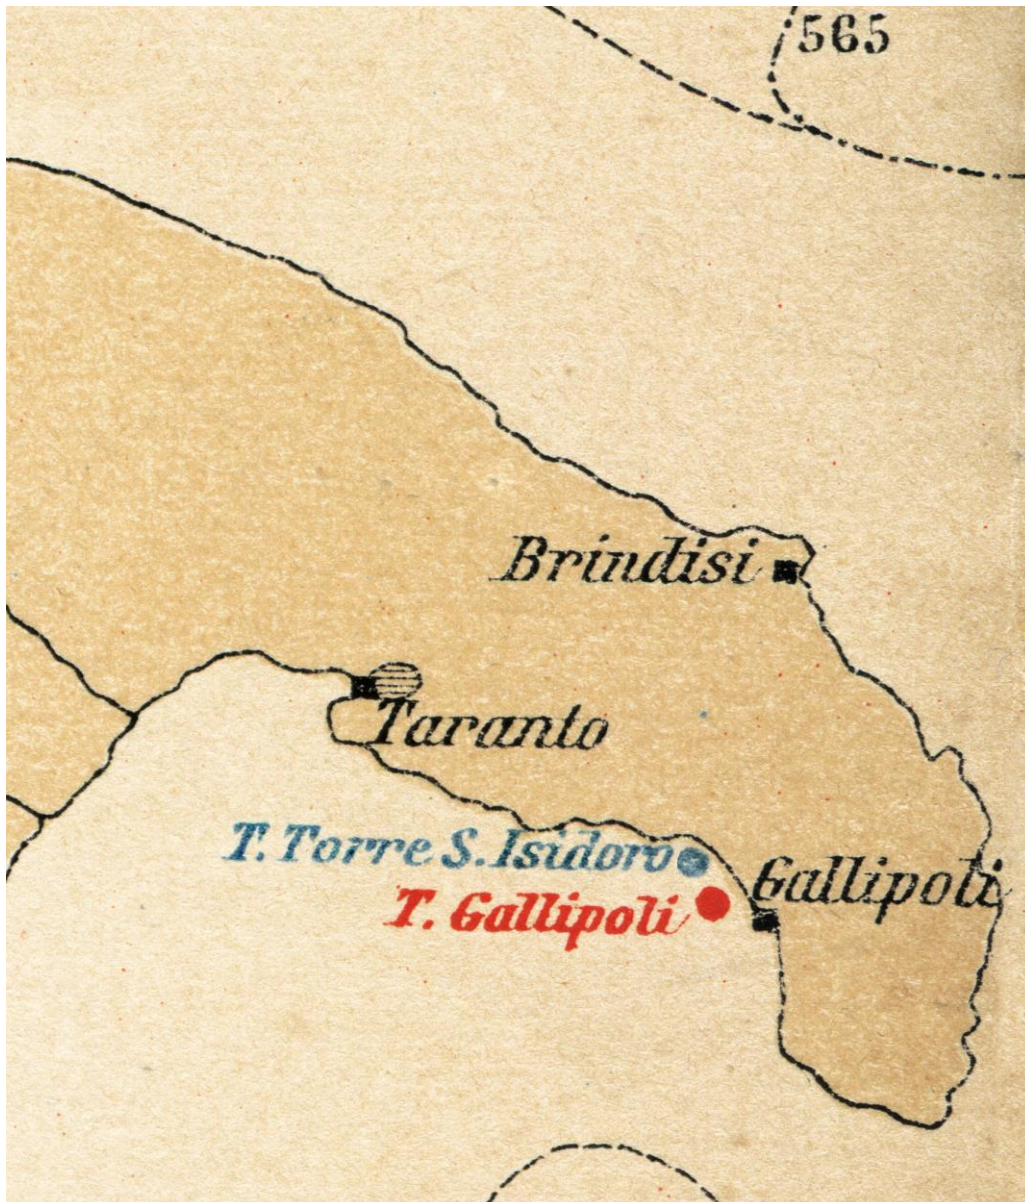 565
Brindisi
Taranto
T. Torre S. Isidoro
Gallipoli
T. Gallipoli